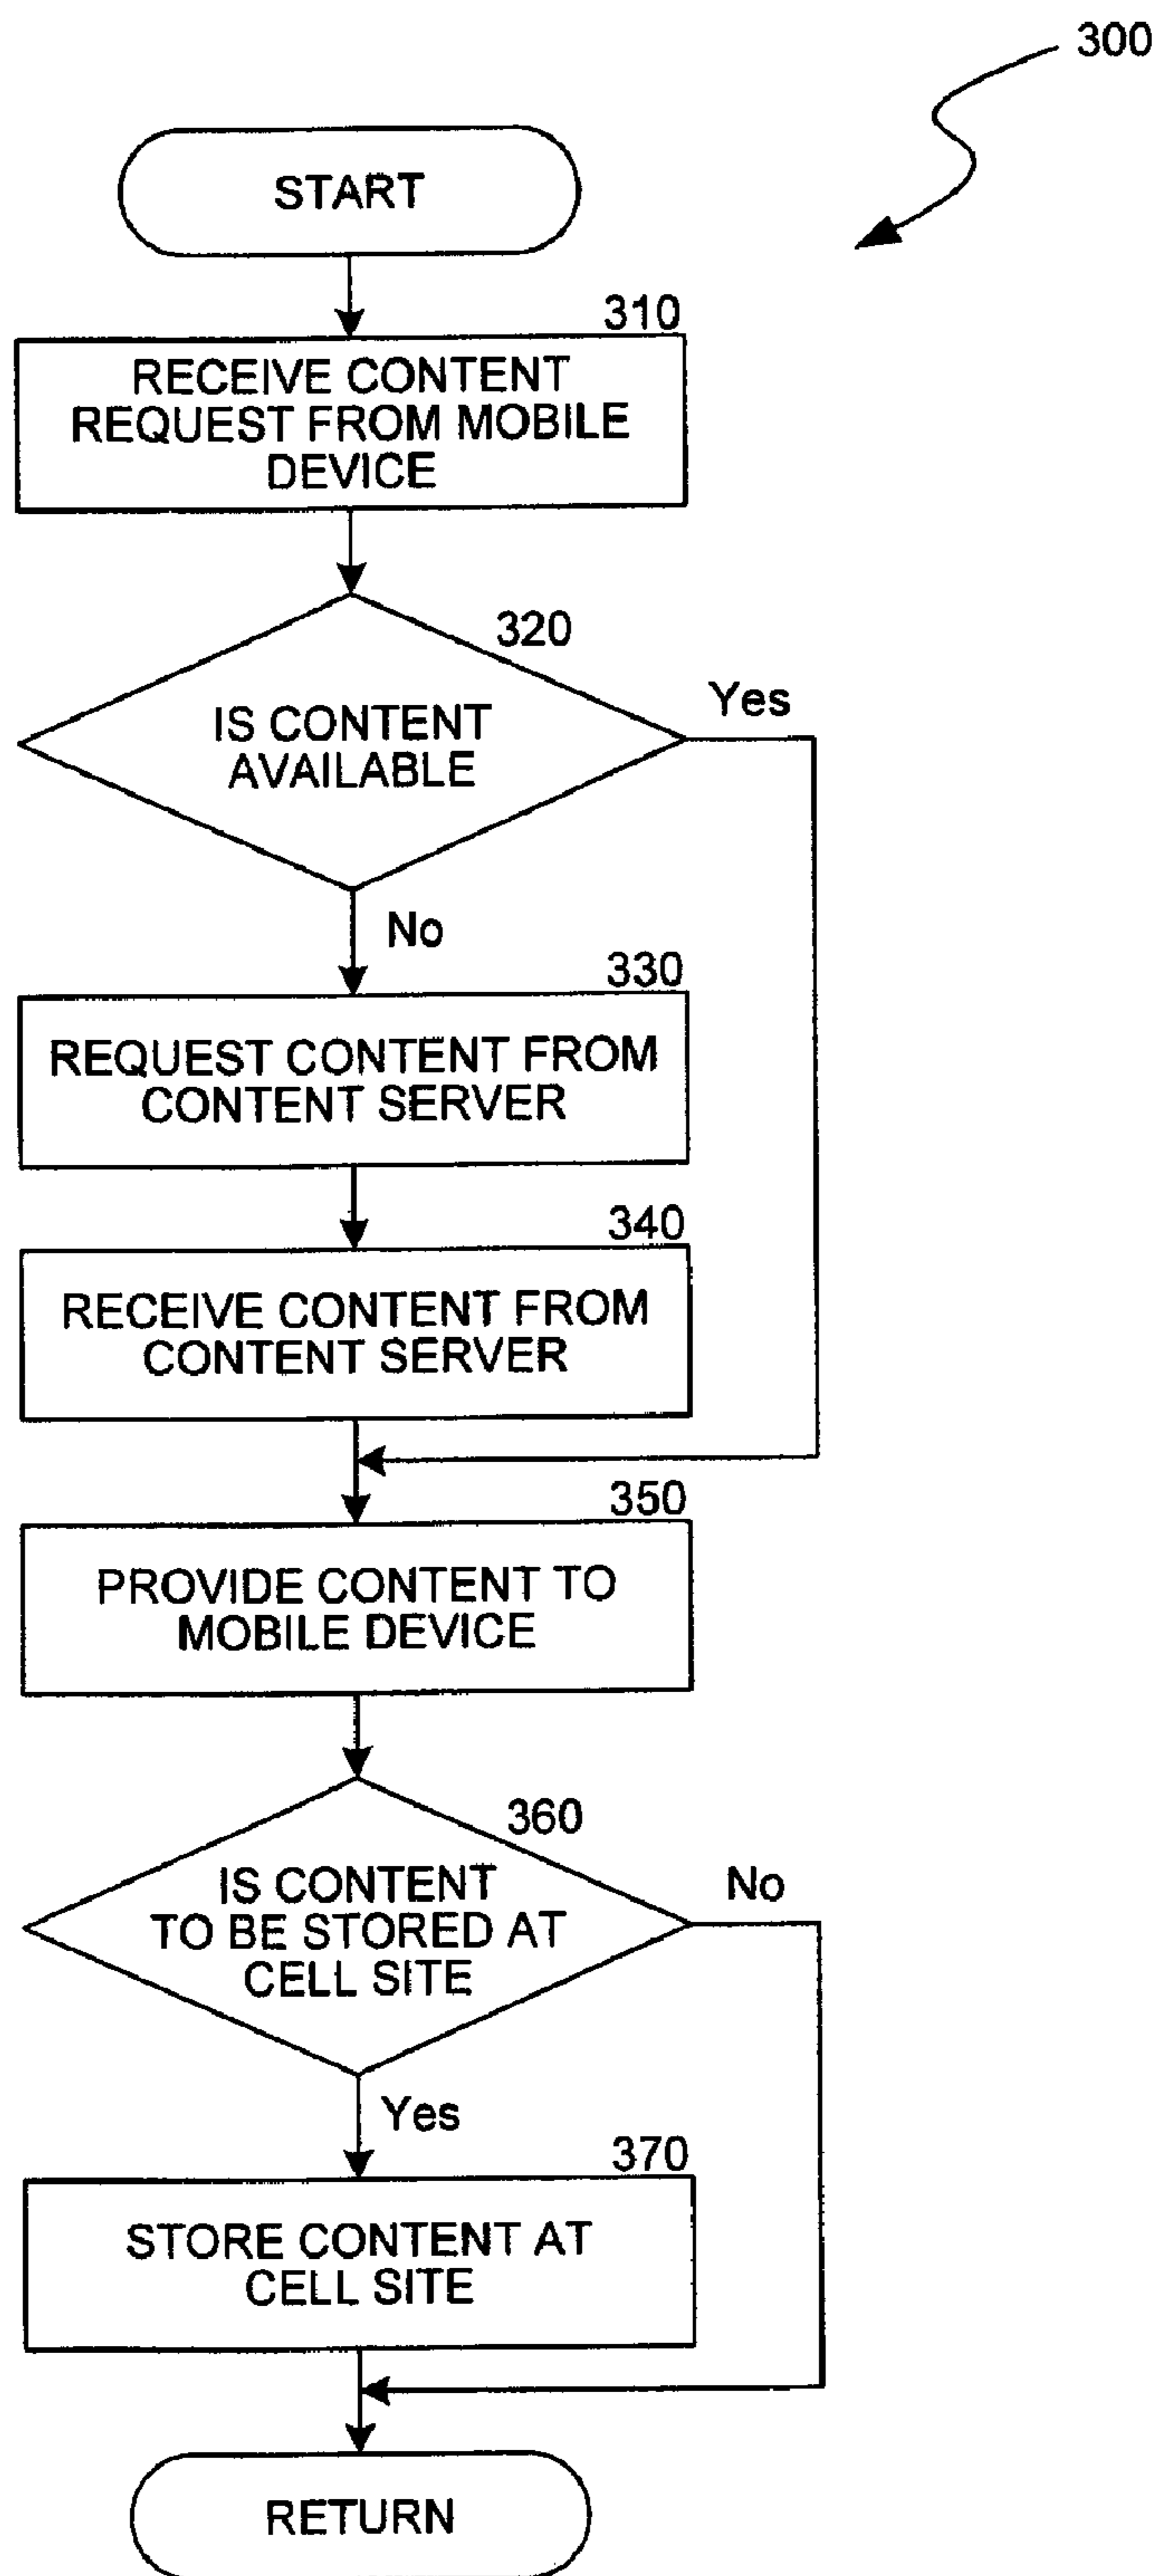 300
START
310
RECEIVE CONTENT
REQUEST FROM MOBILE
DEVICE
320
IS CONTENT
AVAILABLE
Yes
No
330
REQUEST CONTENT FROM
CONTENT SERVER
340
RECEIVE CONTENT FROM
CONTENT SERVER
350
PROVIDE CONTENT TO
MOBILE DEVICE
360
IS CONTENT
TO BE STORED AT
CELL SITE
No
Yes
370
STORE CONTENT AT
CELL SITE
RETURN